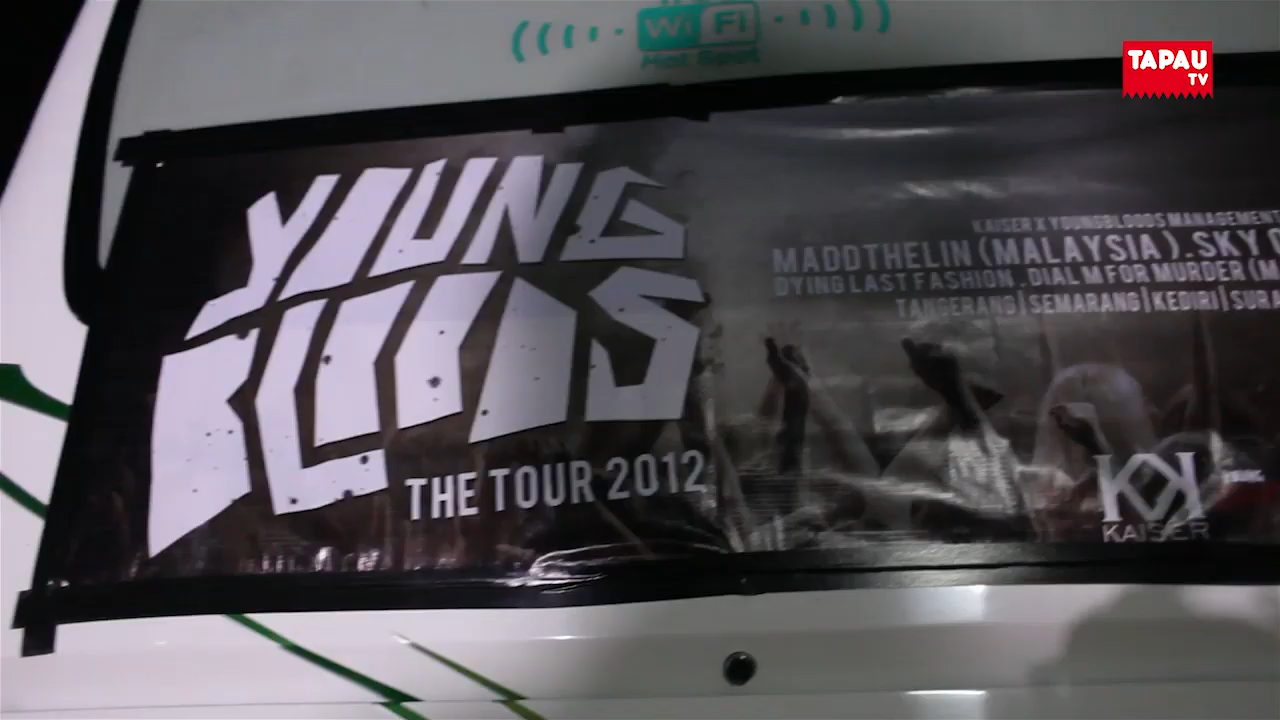 WiFi
Hot Spot
TAPAU
TV
YOUNG
THE TOUR 2012
KAISER X YOUNGBLOODS MANAGEMENT
MADDTHELIN (MALAYSIA). SKY
DYING LAST FASHION . DIAL M FOR MURDER (M
TANGERANG | SEMARANG | KEDIRI | SURA
KAISER